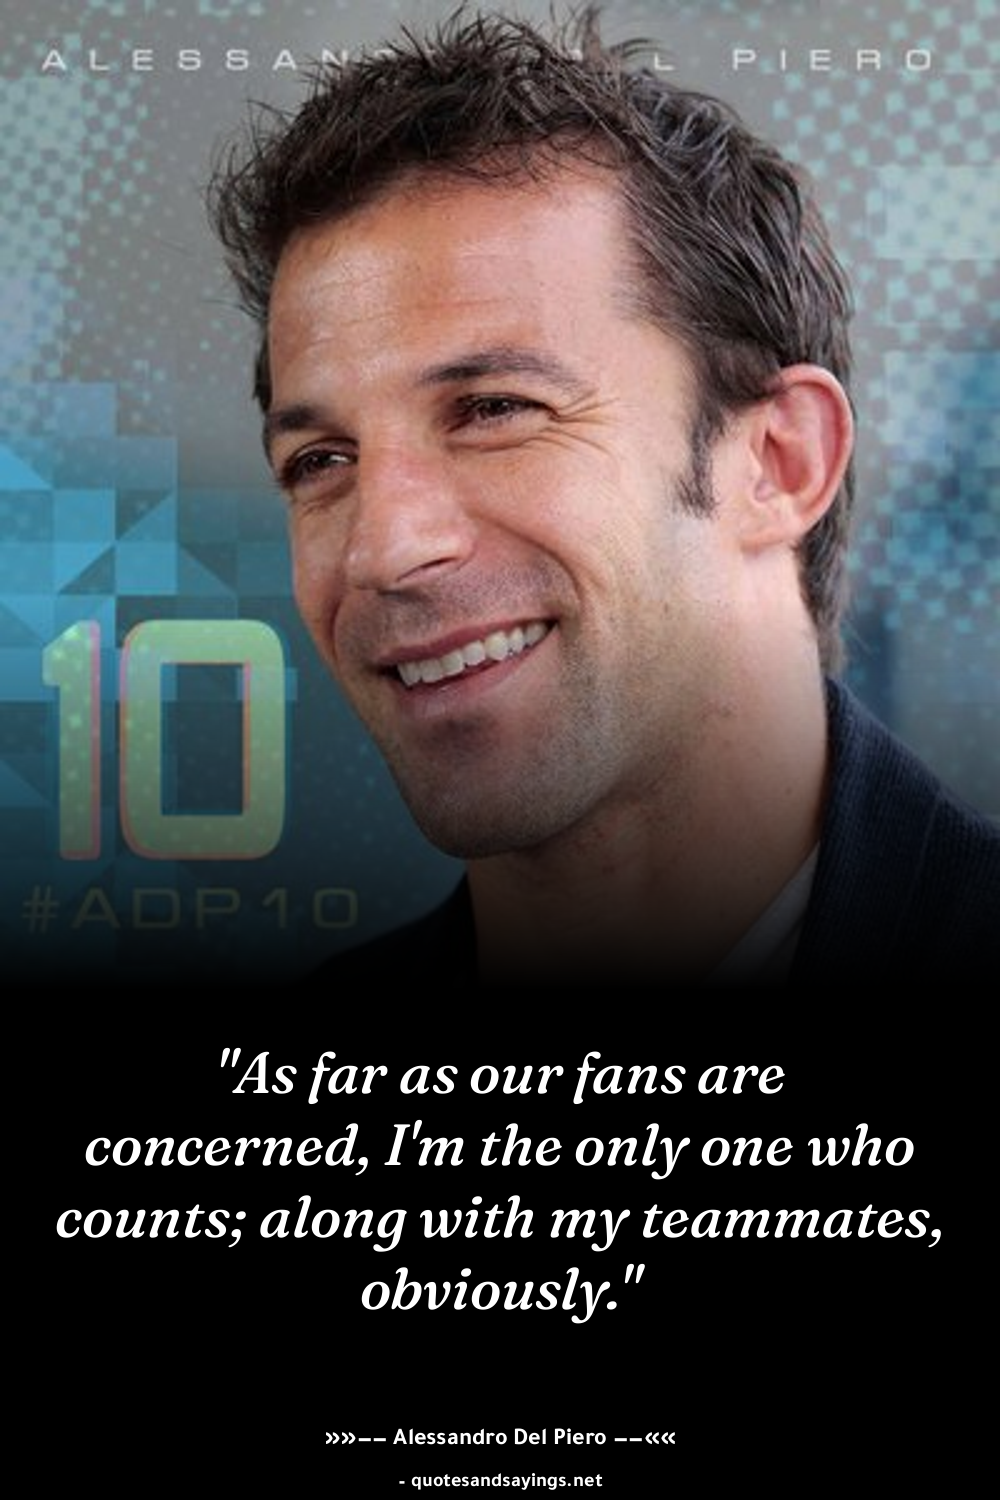 ALESSAN L PIERO
10
#ADP10
"As far as our fans are
concerned, I'm the only one who
counts; along with my teammates,
obviously."
»»−− Alessandro Del Piero −−««
- quotesandsayings.net